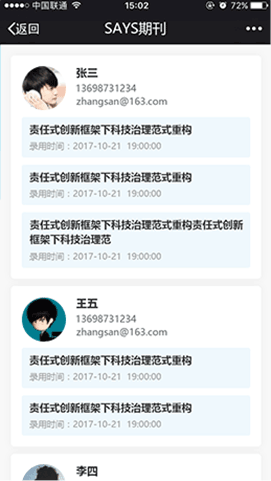 中国联通 15:02 72%
返回 SAYS期刊
张三
13698731234
zhangsan@163.com
责任式创新框架下科技治理范式重构
录用时间：2017-10-21 19:00:00
责任式创新框架下科技治理范式重构
录用时间：2017-10-21 19:00:00
责任式创新框架下科技治理范式重构责任式创新
框架下科技治理范
录用时间：2017-10-21 19:00:00
王五
13698731234
zhangsan@163.com
责任式创新框架下科技治理范式重构
录用时间：2017-10-21 19:00:00
责任式创新框架下科技治理范式重构
录用时间：2017-10-21 19:00:00
李四